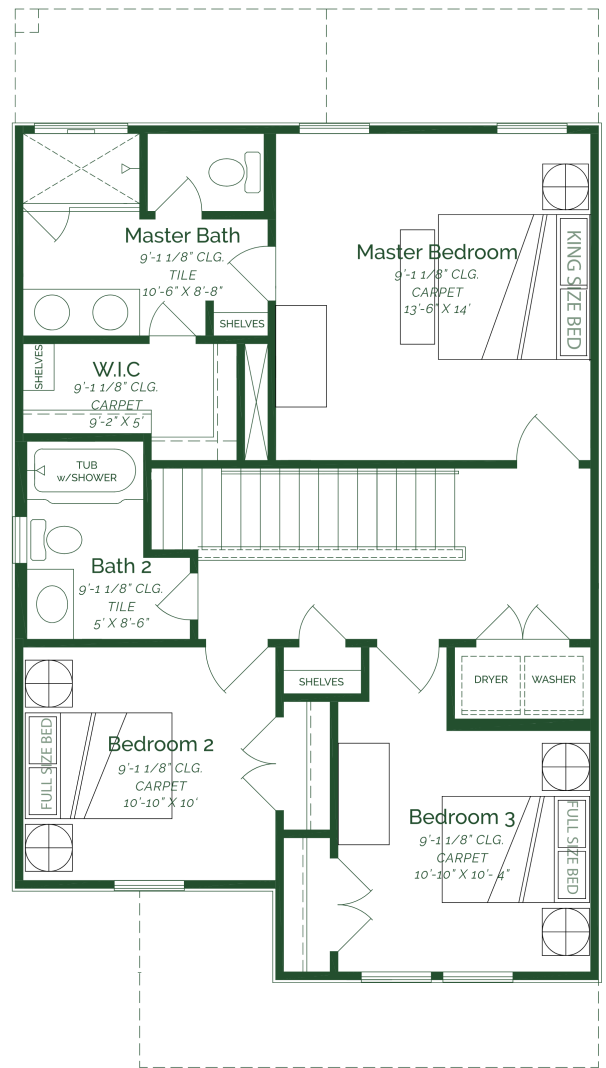 Master Bath
9'-1 1/8" CLG.
TILE
10'-6" X 8'-8"
SHELVES
Master Bedroom
9'-1 1/8" CLG.
CARPET
13'-6" X 14'
KING SIZE BED
SHELVES
W.I.C
9'-1 1/8" CLG.
CARPET
9'-2" X 5'
TUB
w/SHOWER
Bath 2
9'-1 1/8" CLG.
TILE
5' X 8'-6"
SHELVES
DRYER
WASHER
FULL SIZE BED
Bedroom 2
9'-1 1/8" CLG.
CARPET
10'-10" X 10'
Bedroom 3
9'-1 1/8" CLG.
CARPET
10'-10" X 10'- 4"
FULL SIZE BED